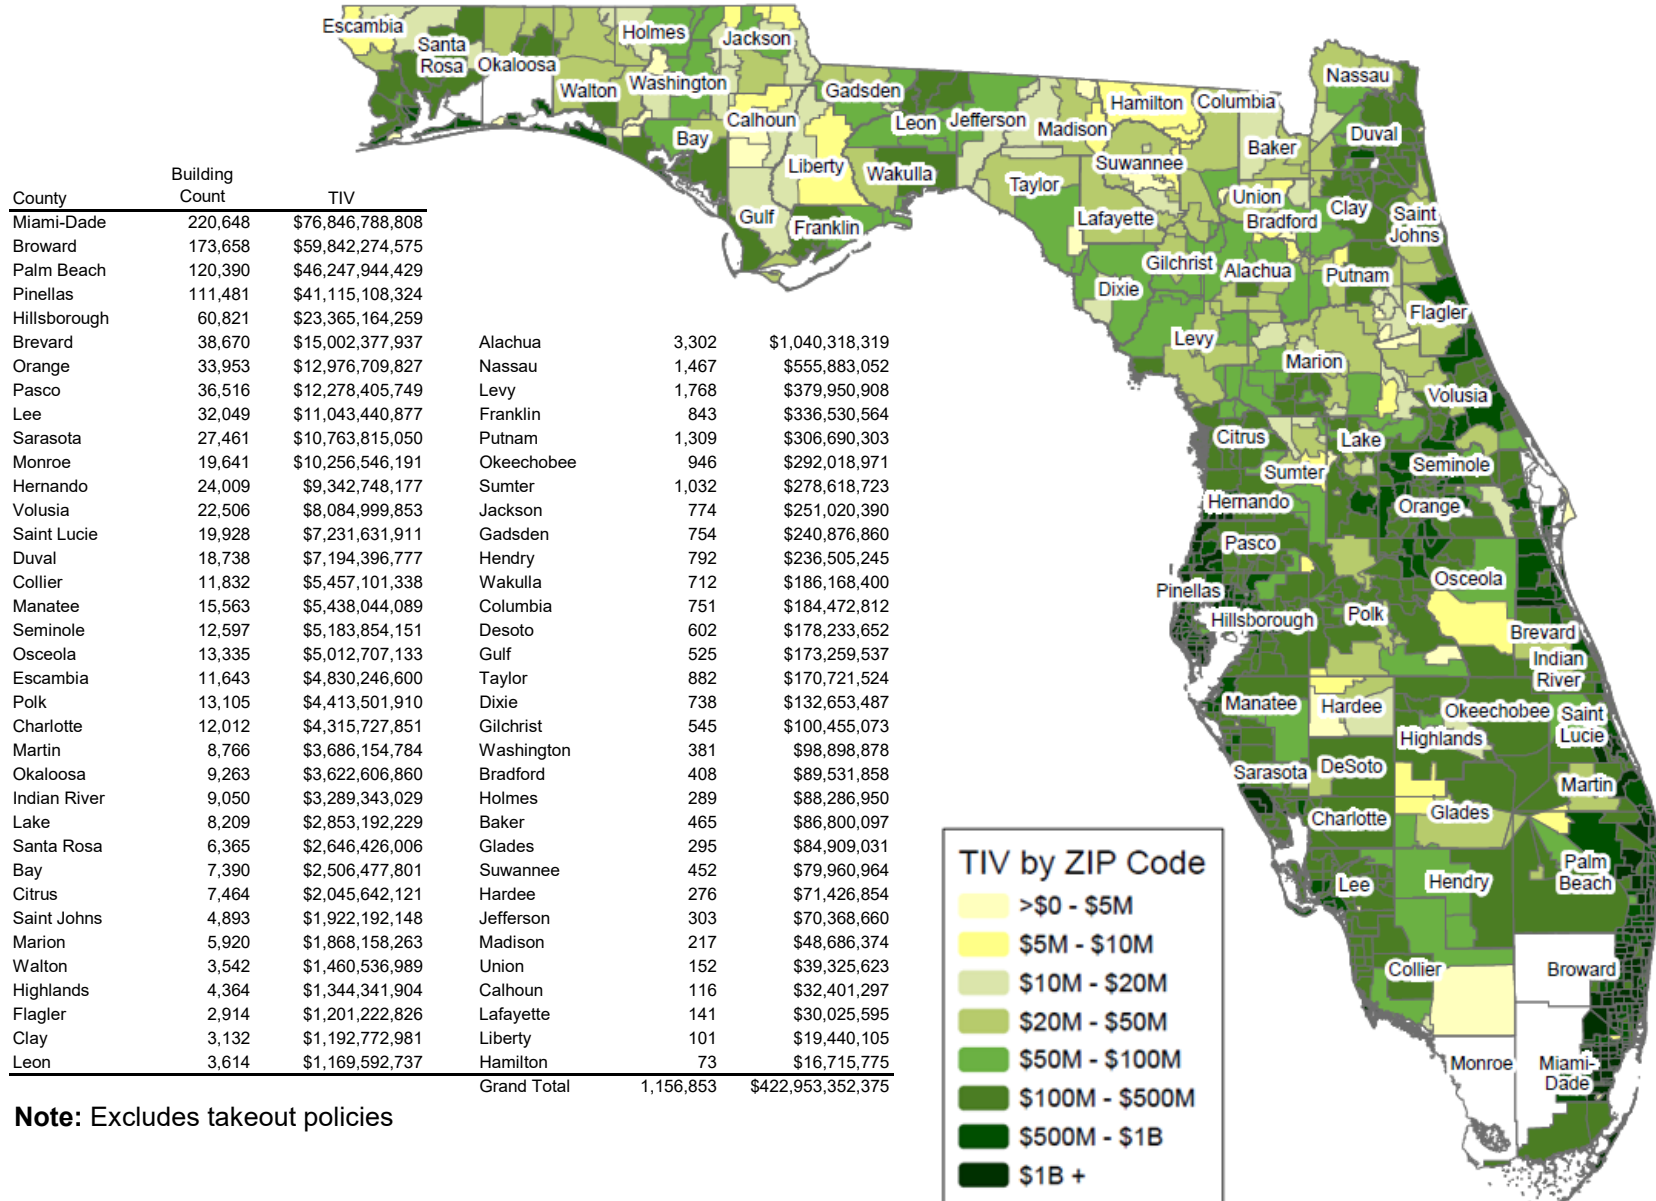 Building
County Count TIV
Miami-Dade 220,648 $76,846,788,808
Broward 173,658 $59,842,274,575
Palm Beach 120,390 $46,247,944,429
Pinellas 111,481 $41,115,108,324
Hillsborough 60,821 $23,365,164,259
Brevard 38,670 $15,002,377,937
Orange 33,953 $12,976,709,827
Pasco 36,516 $12,278,405,749
Lee 32,049 $11,043,440,877
Sarasota 27,461 $10,763,815,050
Monroe 19,641 $10,256,546,191
Hernando 24,009 $9,342,748,177
Volusia 22,506 $8,084,999,853
Saint Lucie 19,928 $7,231,631,911
Duval 18,738 $7,194,396,777
Collier 11,832 $5,457,101,338
Manatee 15,563 $5,438,044,089
Seminole 12,597 $5,183,854,151
Osceola 13,335 $5,012,707,133
Escambia 11,643 $4,830,246,600
Polk 13,105 $4,413,501,910
Charlotte 12,012 $4,315,727,851
Martin 8,766 $3,686,154,784
Okaloosa 9,263 $3,622,606,860
Indian River 9,050 $3,289,343,029
Lake 8,209 $2,853,192,229
Santa Rosa 6,365 $2,646,426,006
Bay 7,390 $2,506,477,801
Citrus 7,464 $2,045,642,121
Saint Johns 4,893 $1,922,192,148
Marion 5,920 $1,868,158,263
Walton 3,542 $1,460,536,989
Highlands 4,364 $1,344,341,904
Flagler 2,914 $1,201,222,826
Clay 3,132 $1,192,772,981
Leon 3,614 $1,169,592,737
Alachua 3,302 $1,040,318,319
Nassau 1,467 $555,883,052
Levy 1,768 $379,950,908
Franklin 843 $336,530,564
Putnam 1,309 $306,690,303
Okeechobee 946 $292,018,971
Sumter 1,032 $278,618,723
Jackson 774 $251,020,390
Gadsden 754 $240,876,860
Hendry 792 $236,505,245
Wakulla 712 $186,168,400
Columbia 751 $184,472,812
Desoto 602 $178,233,652
Gulf 525 $173,259,537
Taylor 882 $170,721,524
Dixie 738 $132,653,487
Gilchrist 545 $100,455,073
Washington 381 $98,898,878
Bradford 408 $89,531,858
Holmes 289 $88,286,950
Baker 465 $86,800,097
Glades 295 $84,909,031
Suwannee 452 $79,960,964
Hardee 276 $71,426,854
Jefferson 303 $70,368,660
Madison 217 $48,686,374
Union 152 $39,325,623
Calhoun 116 $32,401,297
Lafayette 141 $30,025,595
Liberty 101 $19,440,105
Hamilton 73 $16,715,775
Grand Total 1,156,853 $422,953,352,375
Note: Excludes takeout policies
Escambia
Santa
Rosa
Okaloosa
Walton
Holmes
Washington
Jackson
Bay
Calhoun
Gulf
Liberty
Franklin
Gadsden
Leon
Wakulla
Jefferson
Madison
Taylor
Hamilton
Suwannee
Lafayette
Columbia
Baker
Nassau
Duval
Union
Bradford
Clay
Saint
Johns
Gilchrist
Alachua
Putnam
Dixie
Flagler
Levy
Marion
Volusia
Citrus
Lake
Sumter
Seminole
Hernando
Orange
Pasco
Osceola
Pinellas
Hillsborough
Polk
Brevard
Indian
River
Manatee
Hardee
Okeechobee
Highlands
Saint
Lucie
Sarasota
DeSoto
Martin
Charlotte
Glades
Lee
Hendry
Palm
Beach
Collier
Broward
Monroe
Miami-
Dade
TIV by ZIP Code
>$0 - $5M
$5M - $10M
$10M - $20M
$20M - $50M
$50M - $100M
$100M - $500M
$500M - $1B
$1B +